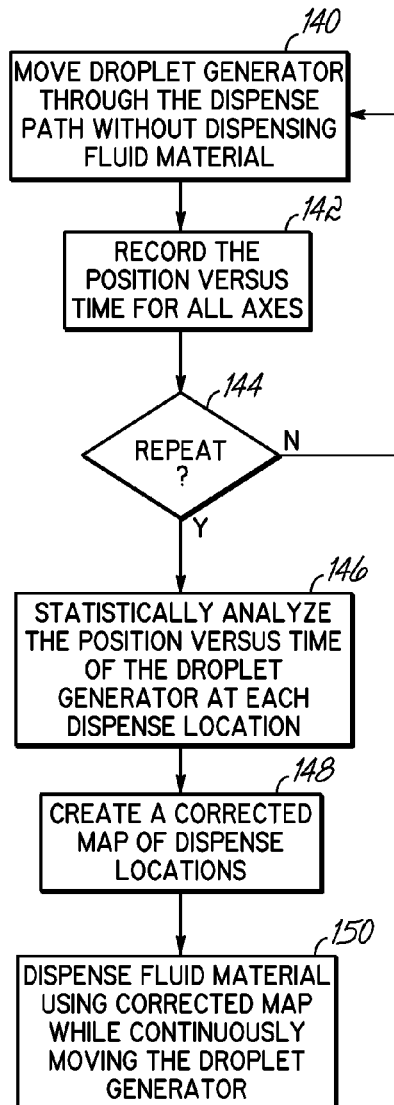 140
MOVE DROPLET GENERATOR
THROUGH THE DISPENSE
PATH WITHOUT DISPENSING
FLUID MATERIAL
142
RECORD THE
POSITION VERSUS
TIME FOR ALL AXES
144
REPEAT
?
N
Y
146
STATISTICALLY ANALYZE
THE POSITION VERSUS TIME
OF THE DROPLET
GENERATOR AT EACH
DISPENSE LOCATION
148
CREATE A CORRECTED
MAP OF DISPENSE
LOCATIONS
150
DISPENSE FLUID MATERIAL
USING CORRECTED MAP
WHILE CONTINUOUSLY
MOVING THE DROPLET
GENERATOR